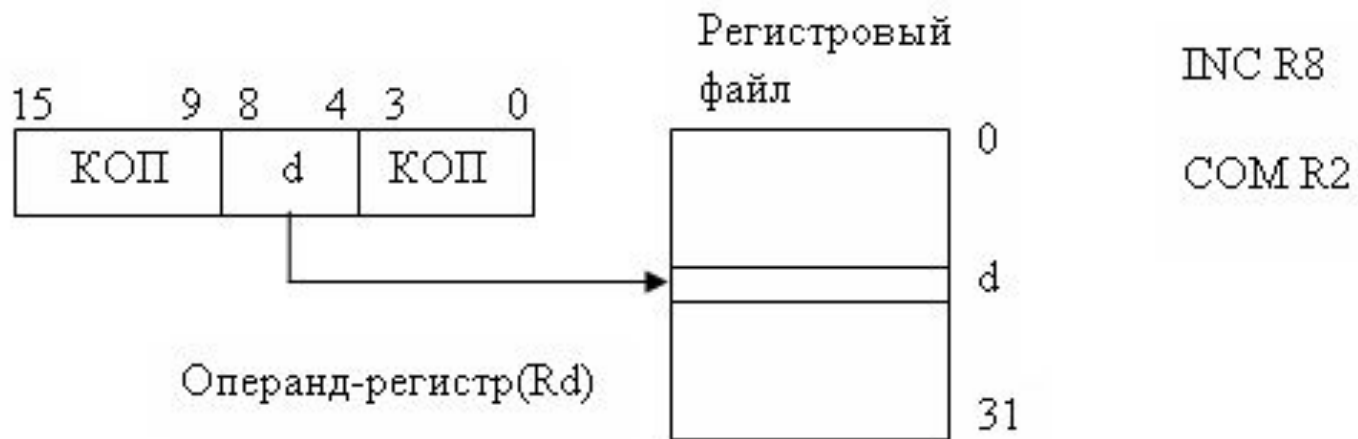 Регистровый
файл
INC R8
15 9 8 4 3 0
КОП d КОП
0
COM R2
d
Операнд-регистр(Rd)
31